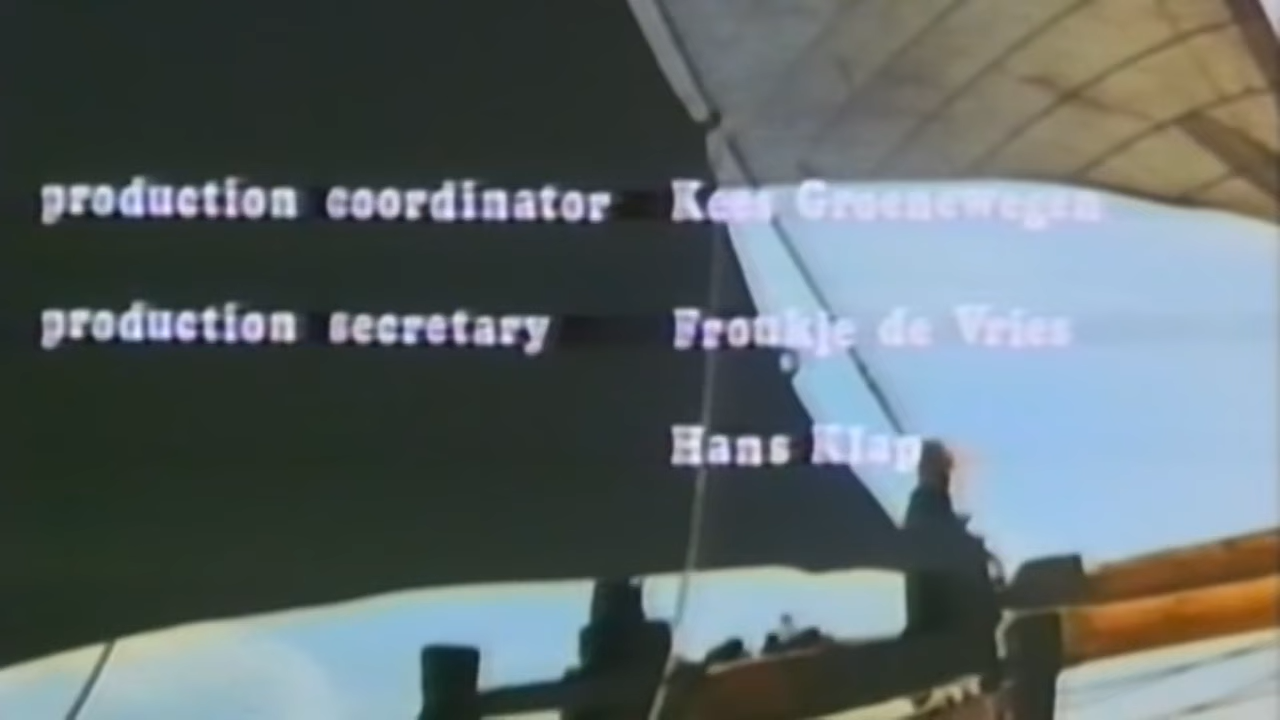 production coordinator Kees Groenewegen
production secretary Froukje de Vries
Hans Klap